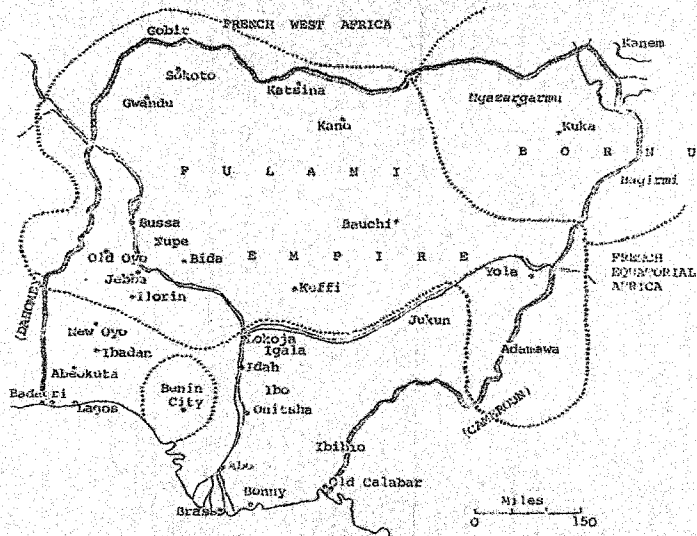 FRENCH WEST AFRICA
Gobir
Kanem
Sokoto
Katsina
Gwandu
Ngazargarmu
Kano
Kuka
B O R N U
F U L A N I
Bagirmi
Bussa
Bauchi
Nupe
Old Oyo
Bida
E M P I R E
FRENCH
EQUATORIAL
AFRICA
Yola
Jebba
Keffi
Ilorin
(DAHOMEY)
Jukun
New Oyo
Lokoja
Igala
Ibadan
Idah
Adamawa
Abeokuta
Ibo
Badagri
Benin
City
Onitsha
Lagos
(CAMEROUN)
Ibibio
Abo
Old Calabar
Bonny
Brass
Miles
0 150